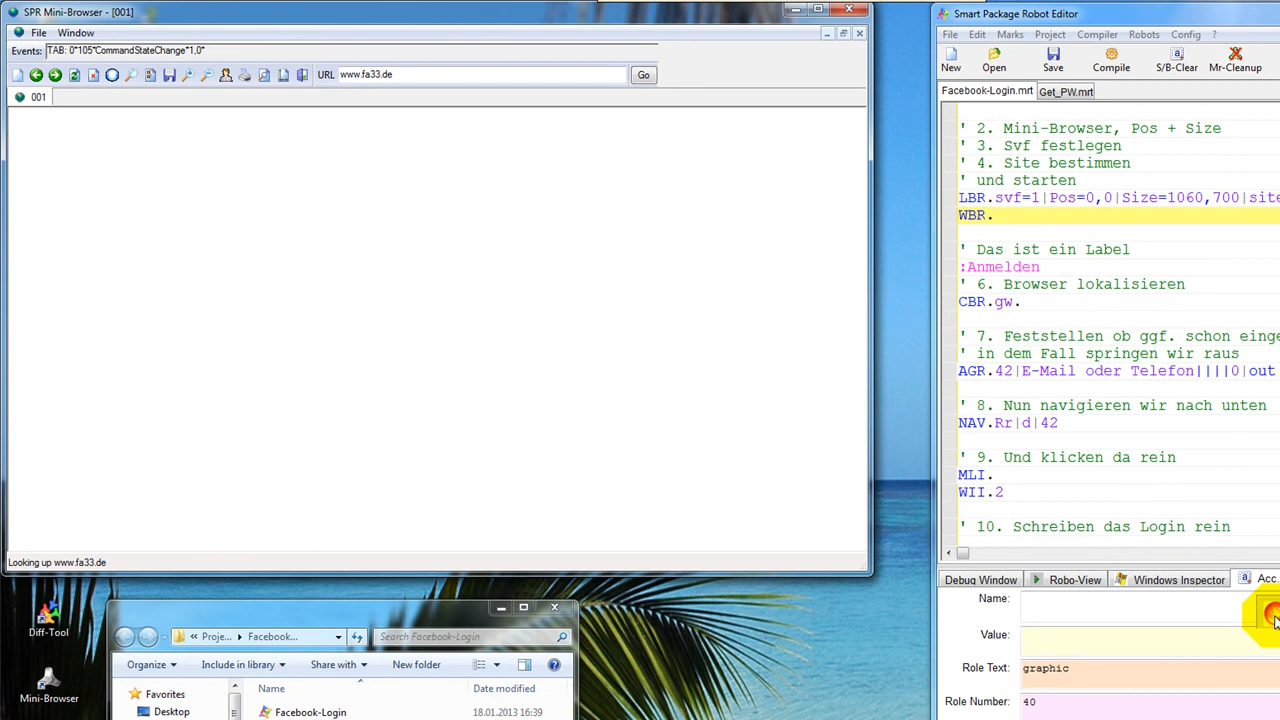 SPR Mini-Browser - [001]
File Window
Events: TAB: 0*105*CommandStateChange*1,0*
URL www.fa33.de Go
001
Looking up www.fa33.de
Diff-Tool
Mini-Browser
Proje... Facebook... Search Facebook-Login
Organize Include in library Share with New folder
Favorites
Desktop
Name Date modified
Facebook-Login 18.01.2013 16:39
Smart Package Robot Editor
File Edit Marks Project Compiler Robots Config ?
New Open Save Compile S/B-Clear Mr-Cleanup
Facebook-Login.mrt Get_PW.mrt
' 2. Mini-Browser, Pos + Size
' 3. Svf festlegen
' 4. Site bestimmen
' und starten
LBR.svf=1|Pos=0,0|Size=1060,700|site
WBR.
' Das ist ein Label
:Anmelden
' 6. Browser lokalisieren
CBR.gw.
' 7. Feststellen ob ggf. schon einge
' in dem Fall springen wir raus
AGR.42|E-Mail oder Telefon||||0|out
' 8. Nun navigieren wir nach unten
NAV.Rr|d|42
' 9. Und klicken da rein
MLI.
WII.2
' 10. Schreiben das Login rein
Debug Window Robo-View Windows Inspector Acc
Name:
Value:
Role Text: graphic
Role Number: 40